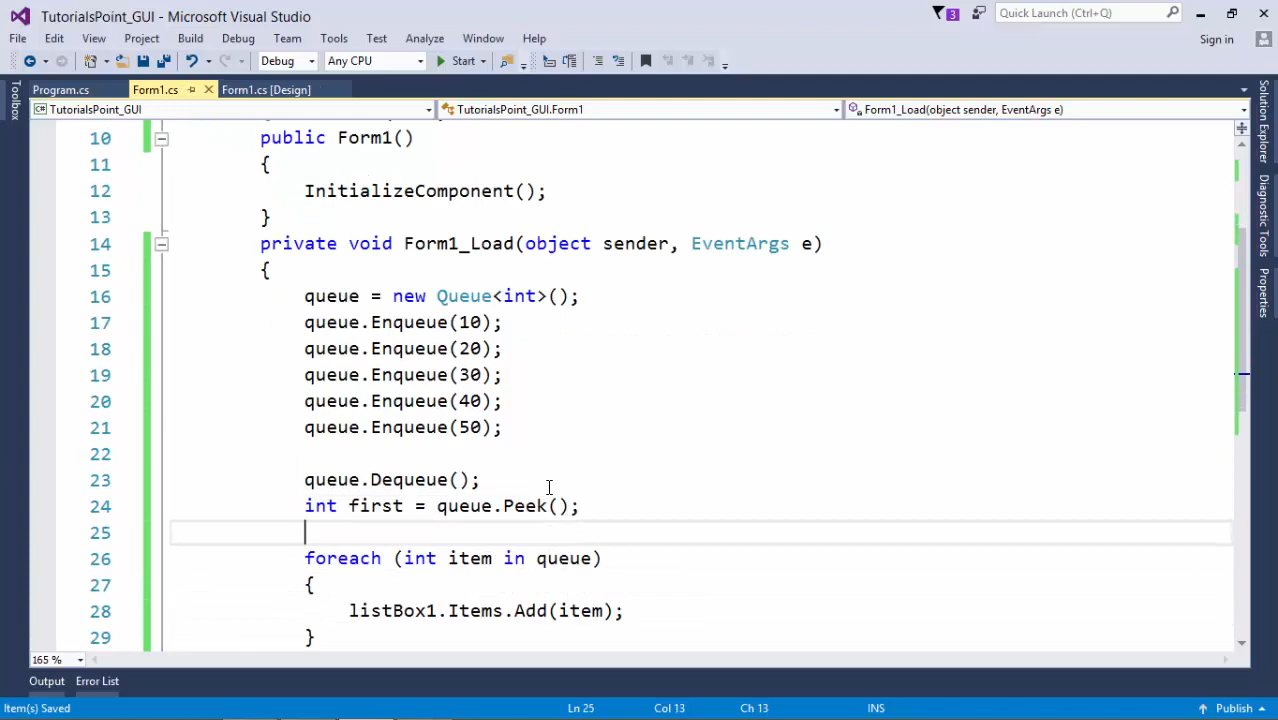 TutorialsPoint_GUI - Microsoft Visual Studio
3
Quick Launch (Ctrl+Q)
File Edit View Project Build Debug Team Tools Test Analyze Window Help
Sign in
Debug Any CPU Start
Program.cs Form1.cs Form1.cs [Design]
TutorialsPoint_GUI TutorialsPoint_GUI.Form1 Form1_Load(object sender, EventArgs e)
Toolbox
Solution Explorer
Diagnostic Tools
Properties
10 public Form1()
11 {
12 InitializeComponent();
13 }
14 private void Form1_Load(object sender, EventArgs e)
15 {
16 queue = new Queue<int>();
17 queue.Enqueue(10);
18 queue.Enqueue(20);
19 queue.Enqueue(30);
20 queue.Enqueue(40);
21 queue.Enqueue(50);
22
23 queue.Dequeue();
24 int first = queue.Peek();
25
26 foreach (int item in queue)
27 {
28 listBox1.Items.Add(item);
29 }
165 %
Output Error List
Item(s) Saved Ln 25 Col 13 Ch 13 INS Publish